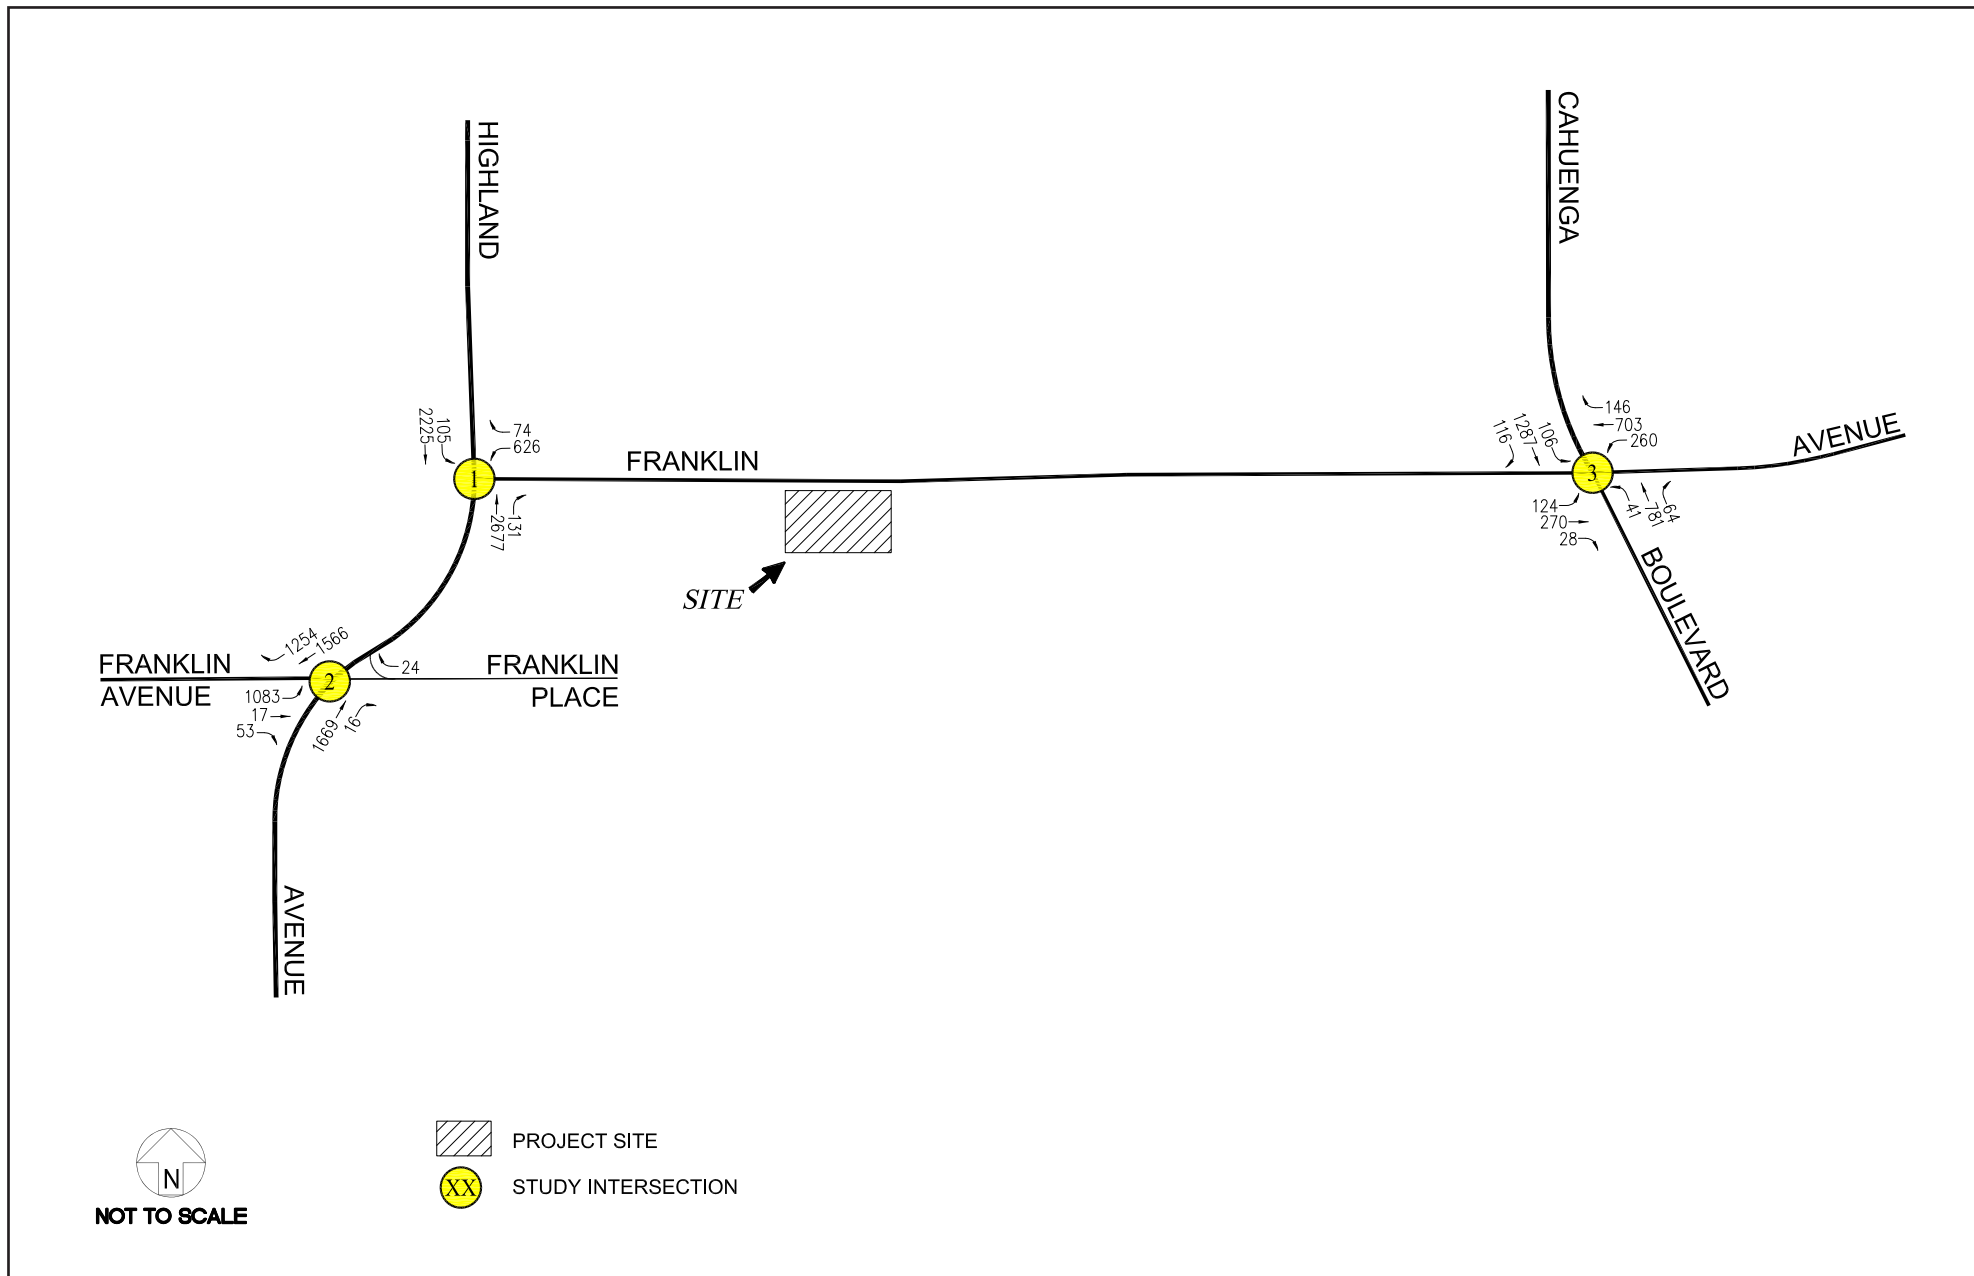 HIGHLAND
CAHUENGA
2225
105
74
626
FRANKLIN
1
131
2677
116
1287
106
146
703
260
AVENUE
3
124
270
28
41
781
64
BOULEVARD
SITE
1254
1566
FRANKLIN
AVENUE
2
24
FRANKLIN
PLACE
1083
17
53
1669
16
AVENUE
N
NOT TO SCALE
PROJECT SITE
XX
STUDY INTERSECTION